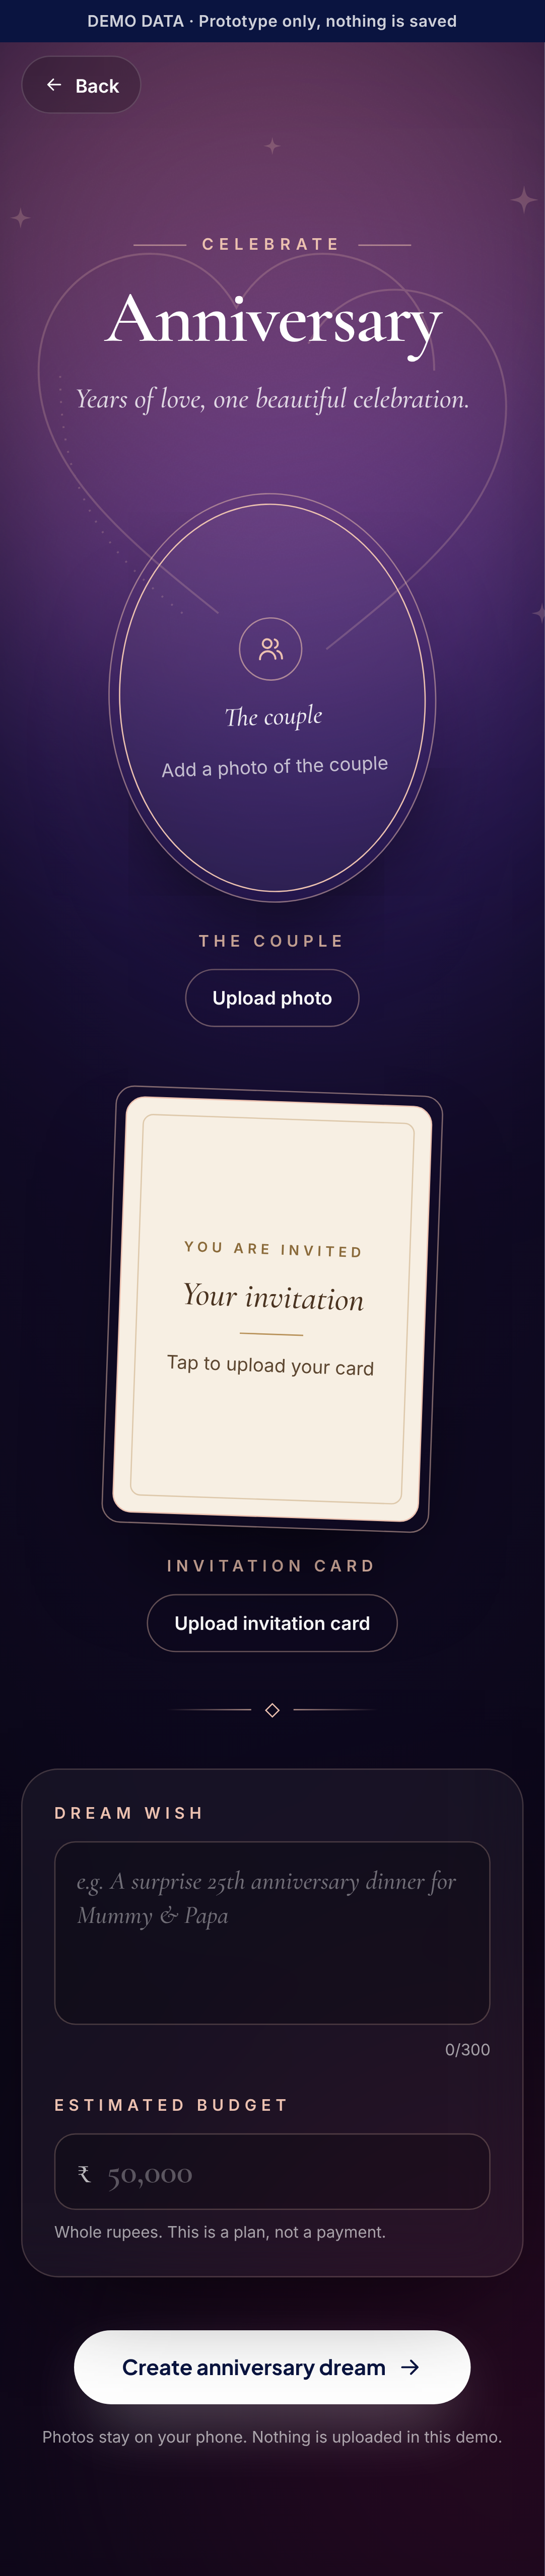 DEMO DATA · Prototype only, nothing is saved
← Back
CELEBRATE
Anniversary
Years of love, one beautiful celebration.
The couple
Add a photo of the couple
THE COUPLE
Upload photo
YOU ARE INVITED
Your invitation
Tap to upload your card
INVITATION CARD
Upload invitation card
DREAM WISH
e.g. A surprise 25th anniversary dinner for
Mummy & Papa
0/300
ESTIMATED BUDGET
₹ 50,000
Whole rupees. This is a plan, not a payment.
Create anniversary dream →
Photos stay on your phone. Nothing is uploaded in this demo.